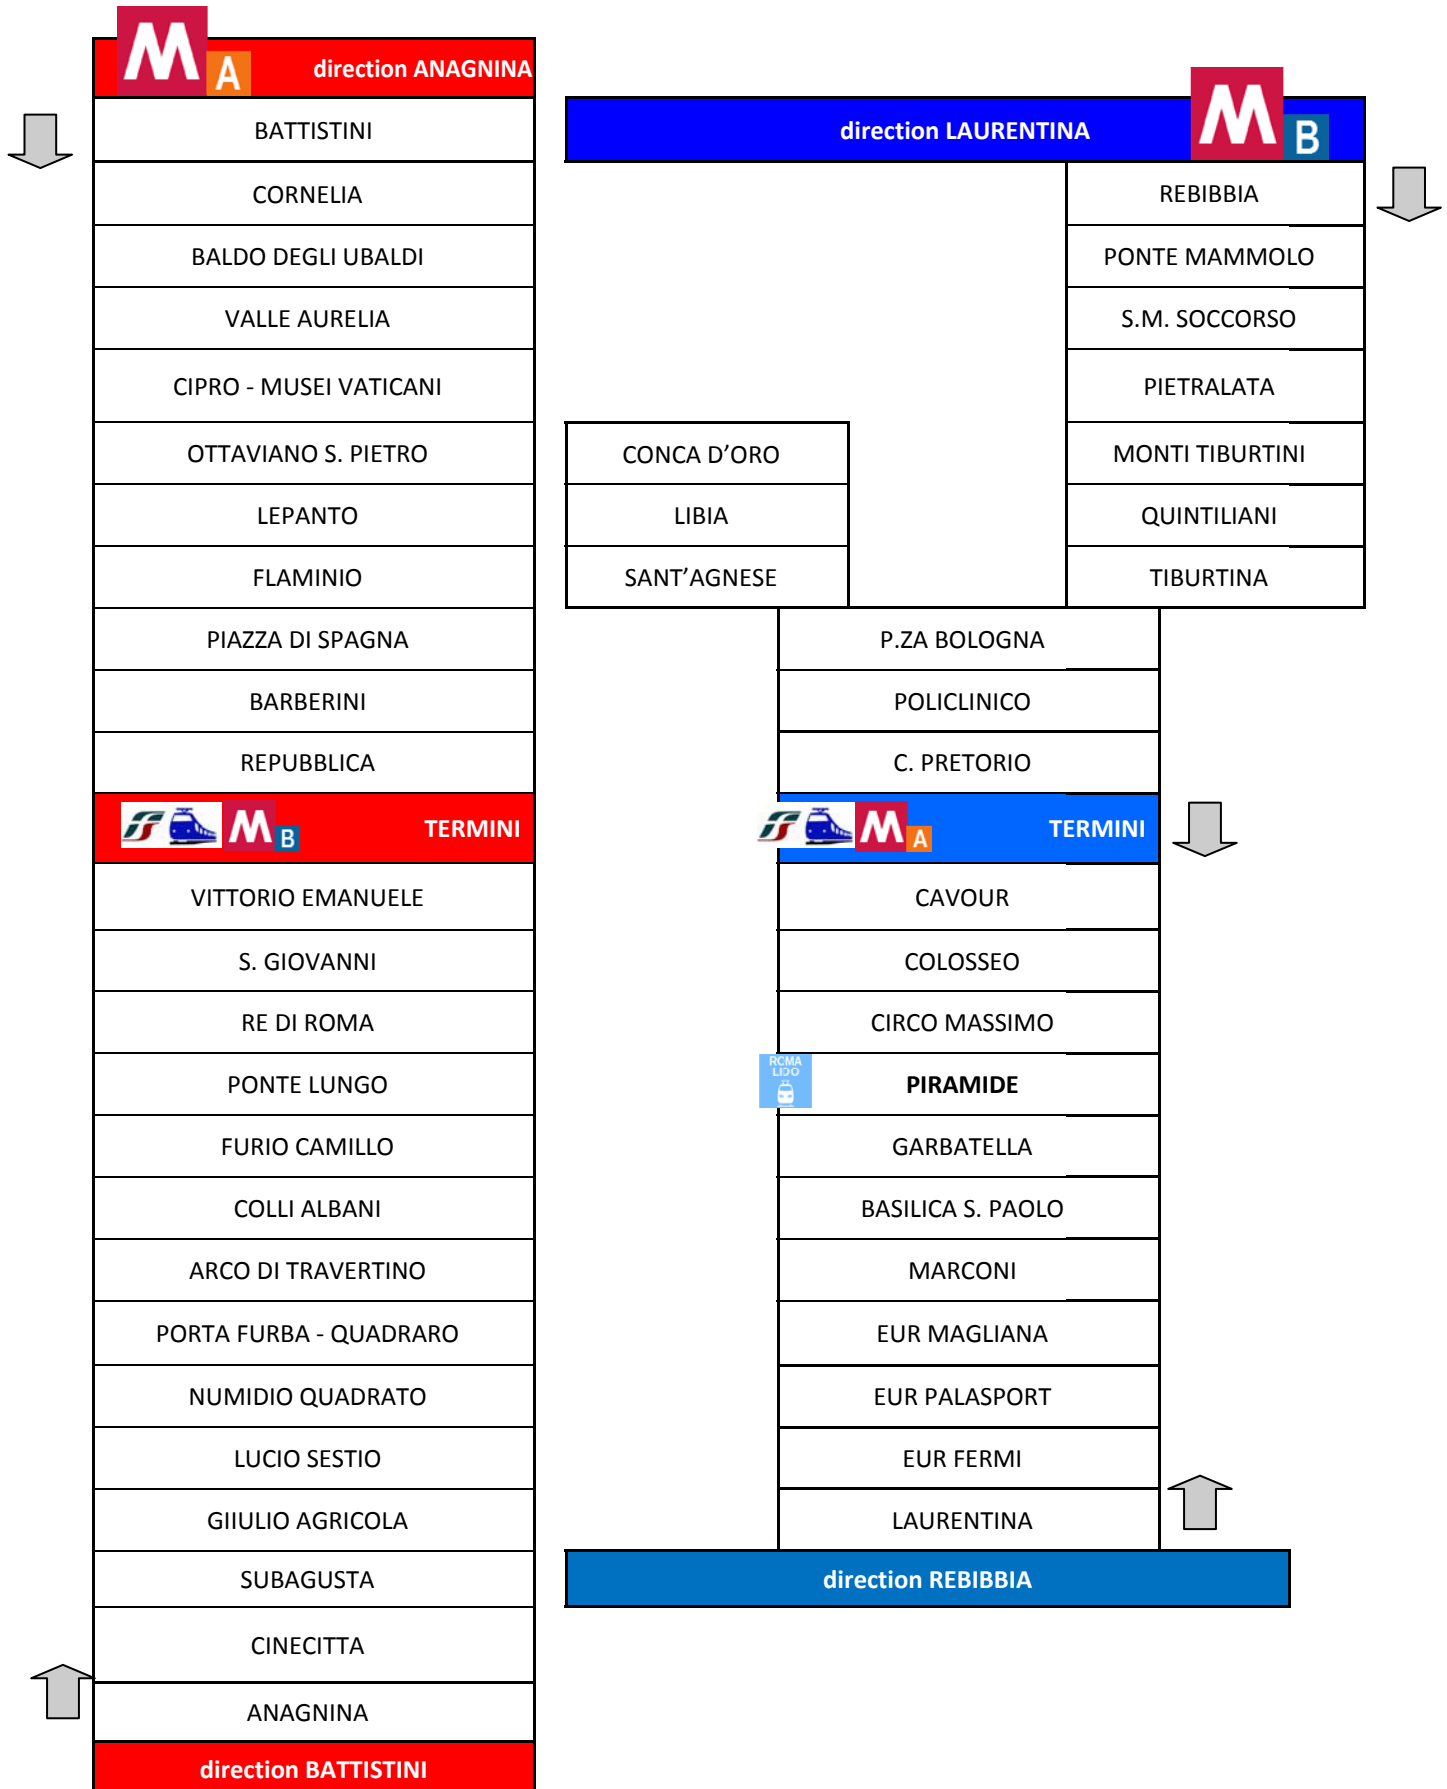 M A direction ANAGNINA
BATTISTINI
CORNELIA
BALDO DEGLI UBALDI
VALLE AURELIA
CIPRO - MUSEI VATICANI
OTTAVIANO S. PIETRO
LEPANTO
FLAMINIO
PIAZZA DI SPAGNA
BARBERINI
REPUBBLICA
FS M B TERMINI
VITTORIO EMANUELE
S. GIOVANNI
RE DI ROMA
PONTE LUNGO
FURIO CAMILLO
COLLI ALBANI
ARCO DI TRAVERTINO
PORTA FURBA - QUADRARO
NUMIDIO QUADRATO
LUCIO SESTIO
GIIULIO AGRICOLA
SUBAGUSTA
CINECITTA
ANAGNINA
direction BATTISTINI
direction LAURENTINA M B
REBIBBIA
PONTE MAMMOLO
S.M. SOCCORSO
PIETRALATA
MONTI TIBURTINI
QUINTILIANI
TIBURTINA
CONCA D’ORO
LIBIA
SANT’AGNESE
P.ZA BOLOGNA
POLICLINICO
C. PRETORIO
FS M A TERMINI
CAVOUR
COLOSSEO
CIRCO MASSIMO
ROMA
LIDO
PIRAMIDE
GARBATELLA
BASILICA S. PAOLO
MARCONI
EUR MAGLIANA
EUR PALASPORT
EUR FERMI
LAURENTINA
direction REBIBBIA